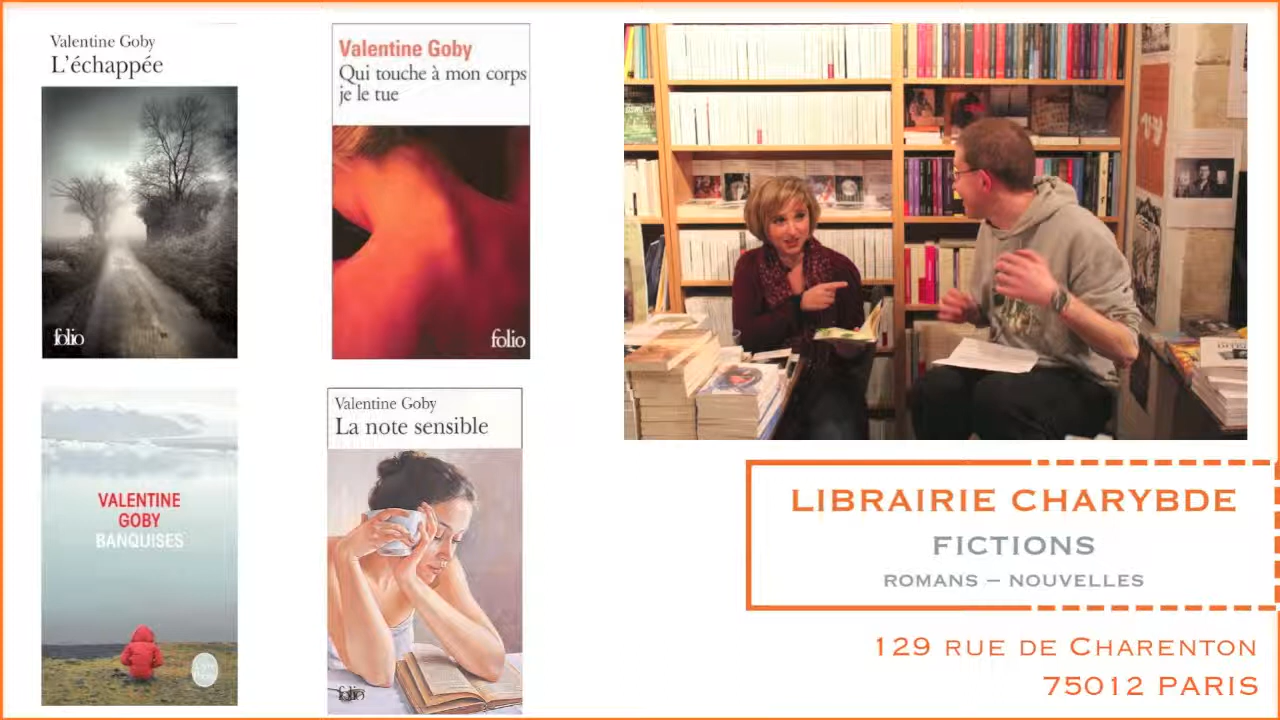 Valentine Goby
L'échappée
folio
Valentine Goby
Qui touche à mon corps
je le tue
folio
VALENTINE
GOBY
BANQUISES
Valentine Goby
La note sensible
folio
LIBRAIRIE CHARYBDE
FICTIONS
ROMANS – NOUVELLES
129 RUE DE CHARENTON
75012 PARIS